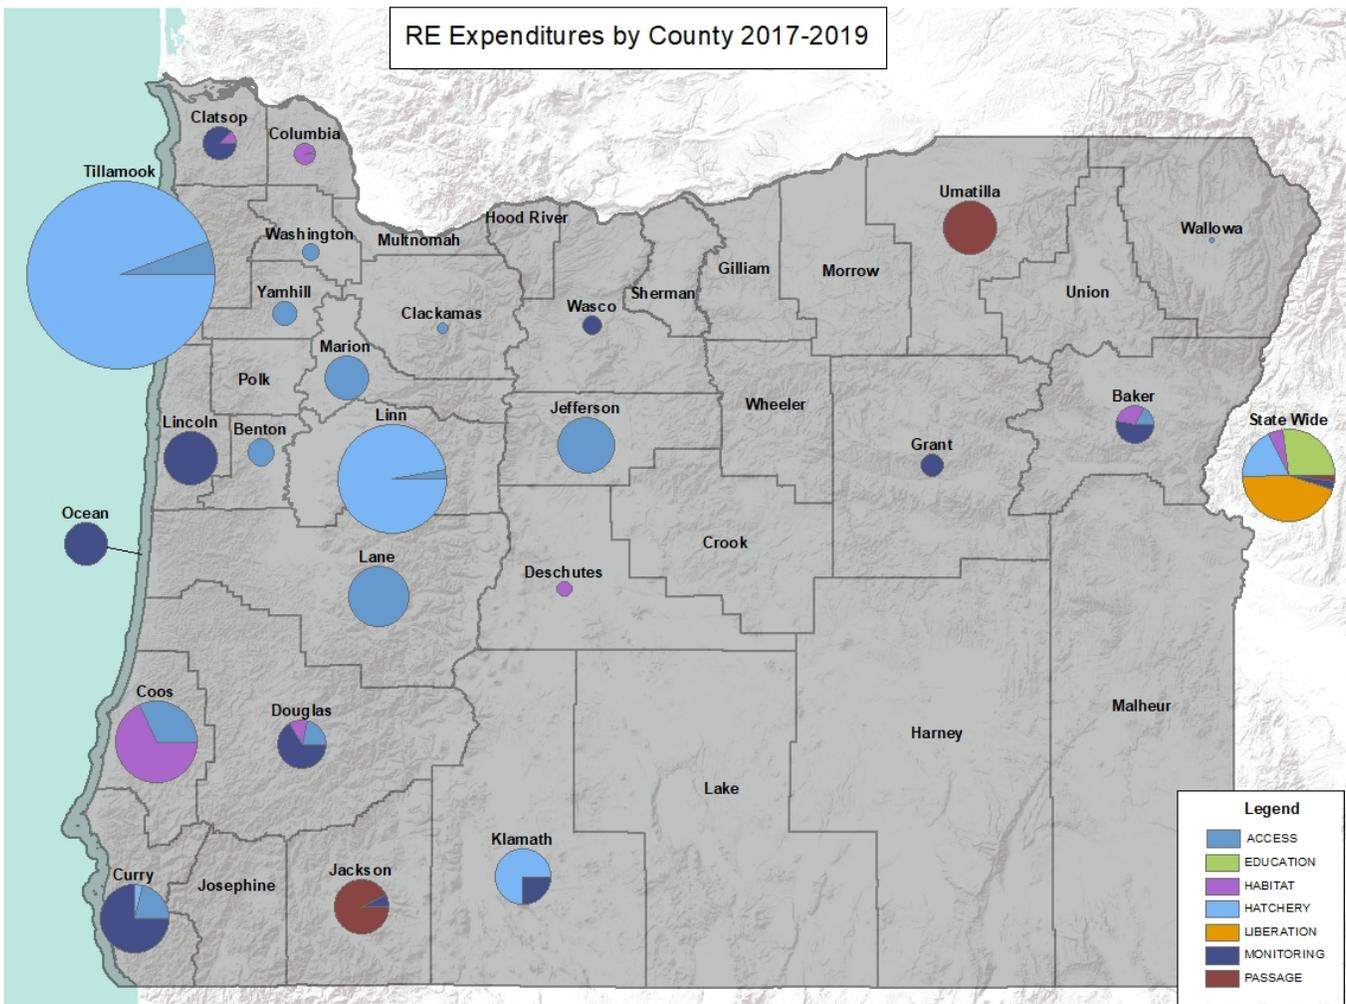 RE Expenditures by County 2017-2019
Clatsop
Columbia
Tillamook
Umatilla
Hood River
Wallowa
Washington
Multnomah
Gilliam
Morrow
Yamhill
Sherman
Union
Clackamas
Wasco
Marion
Polk
Baker
Wheeler
Linn
Jefferson
Lincoln
Benton
State Wide
Grant
Ocean
Crook
Lane
Deschutes
Coos
Douglas
Malheur
Harney
Lake
Klamath
Curry
Jackson
Josephine
Legend
ACCESS
EDUCATION
HABITAT
HATCHERY
LIBERATION
MONITORING
PASSAGE